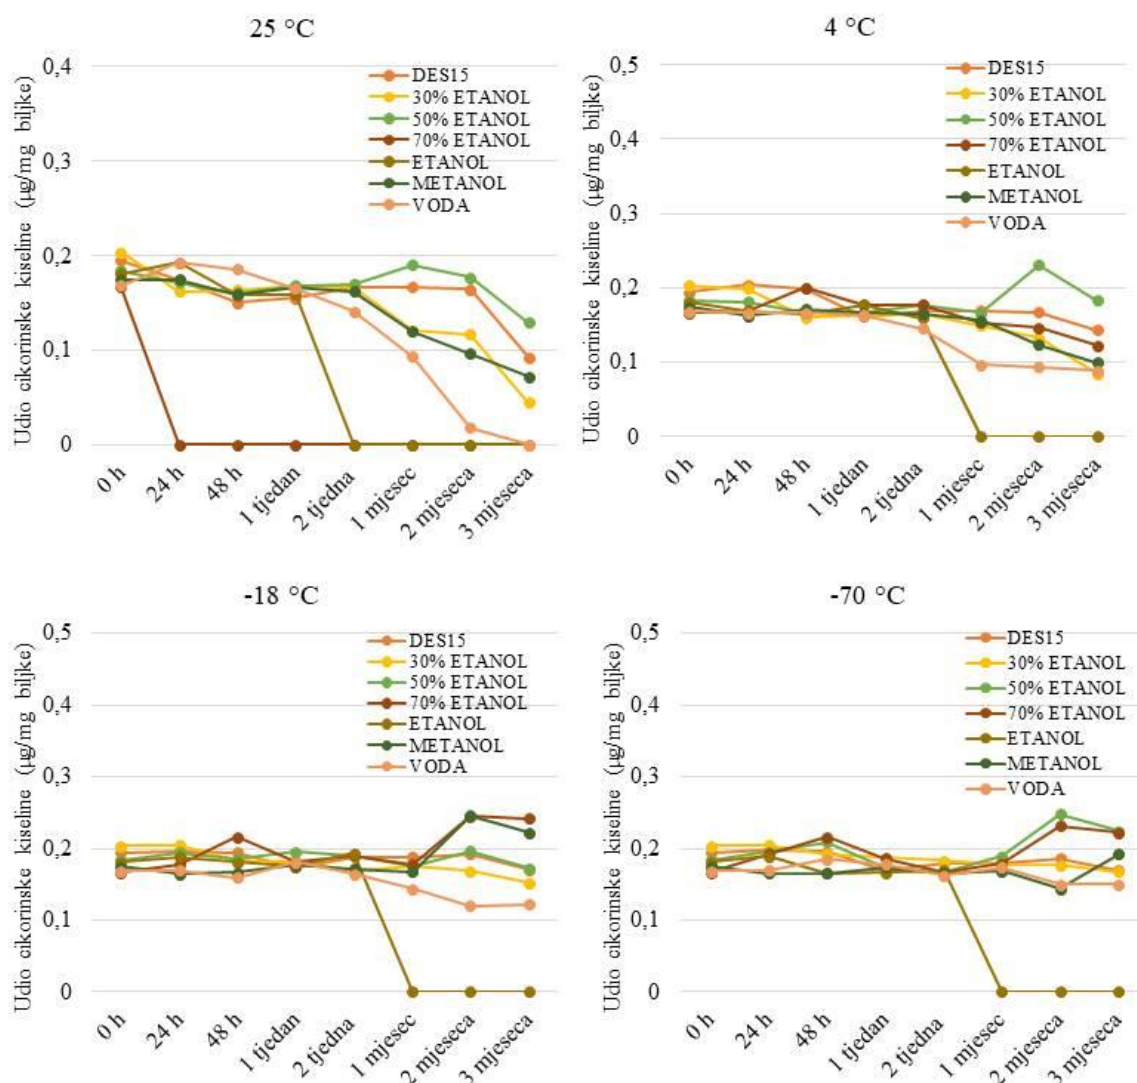 25 °C
Udio cikorinske kiseline (µg/mg biljke)
0,4
0,3
0,2
0,1
0
DES15
30% ETANOL
50% ETANOL
70% ETANOL
ETANOL
METANOL
VODA
0 h
24 h
48 h
1 tjedan
2 tjedna
1 mjesec
2 mjeseca
3 mjeseca
4 °C
Udio cikorinske kiseline (µg/mg biljke)
0,5
0,4
0,3
0,2
0,1
0
DES15
30% ETANOL
50% ETANOL
70% ETANOL
ETANOL
METANOL
VODA
0 h
24 h
48 h
1 tjedan
2 tjedna
1 mjesec
2 mjeseca
3 mjeseca
-18 °C
Udio cikorinske kiseline (µg/mg biljke)
0,5
0,4
0,3
0,2
0,1
0
DES15
30% ETANOL
50% ETANOL
70% ETANOL
ETANOL
METANOL
VODA
0 h
24 h
48 h
1 tjedan
2 tjedna
1 mjesec
2 mjeseca
3 mjeseca
-70 °C
Udio cikorinske kiseline (µg/mg biljke)
0,5
0,4
0,3
0,2
0,1
0
DES15
30% ETANOL
50% ETANOL
70% ETANOL
ETANOL
METANOL
VODA
0 h
24 h
48 h
1 tjedan
2 tjedna
1 mjesec
2 mjeseca
3 mjeseca